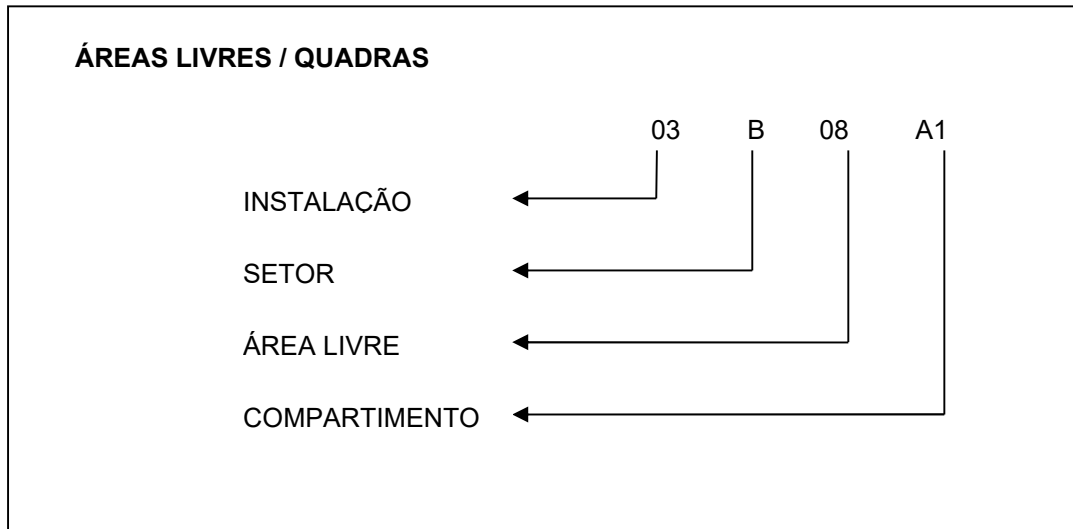 ÁREAS LIVRES / QUADRAS
03 B 08 A1
INSTALAÇÃO
SETOR
ÁREA LIVRE
COMPARTIMENTO